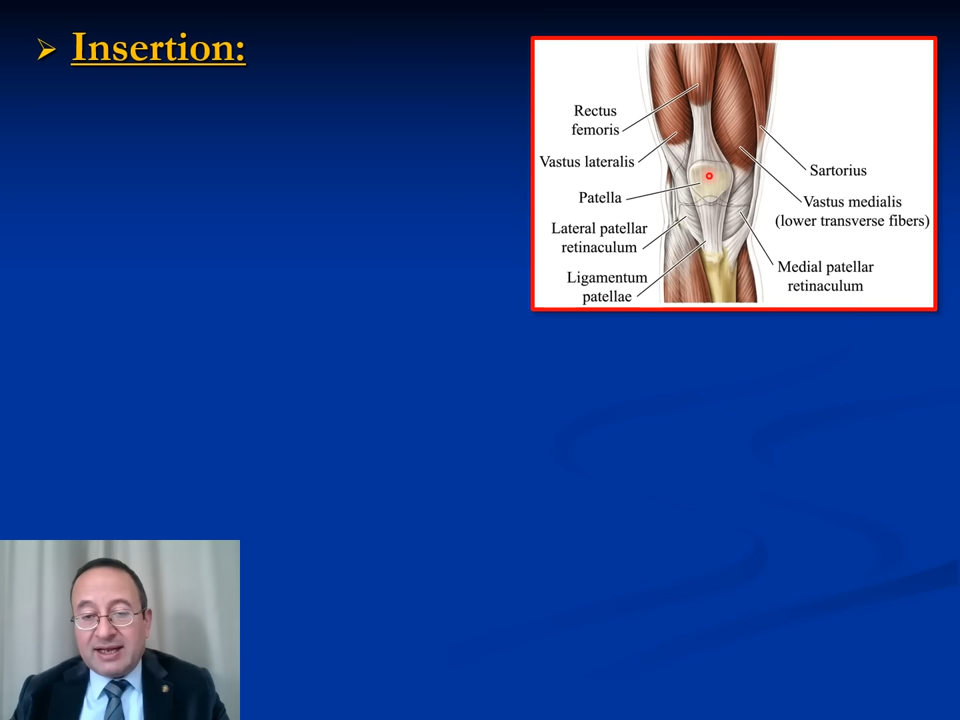 Insertion:
Rectus
femoris
Vastus lateralis
Patella
Lateral patellar
retinaculum
Ligamentum
patellae
Sartorius
Vastus medialis
(lower transverse fibers)
Medial patellar
retinaculum